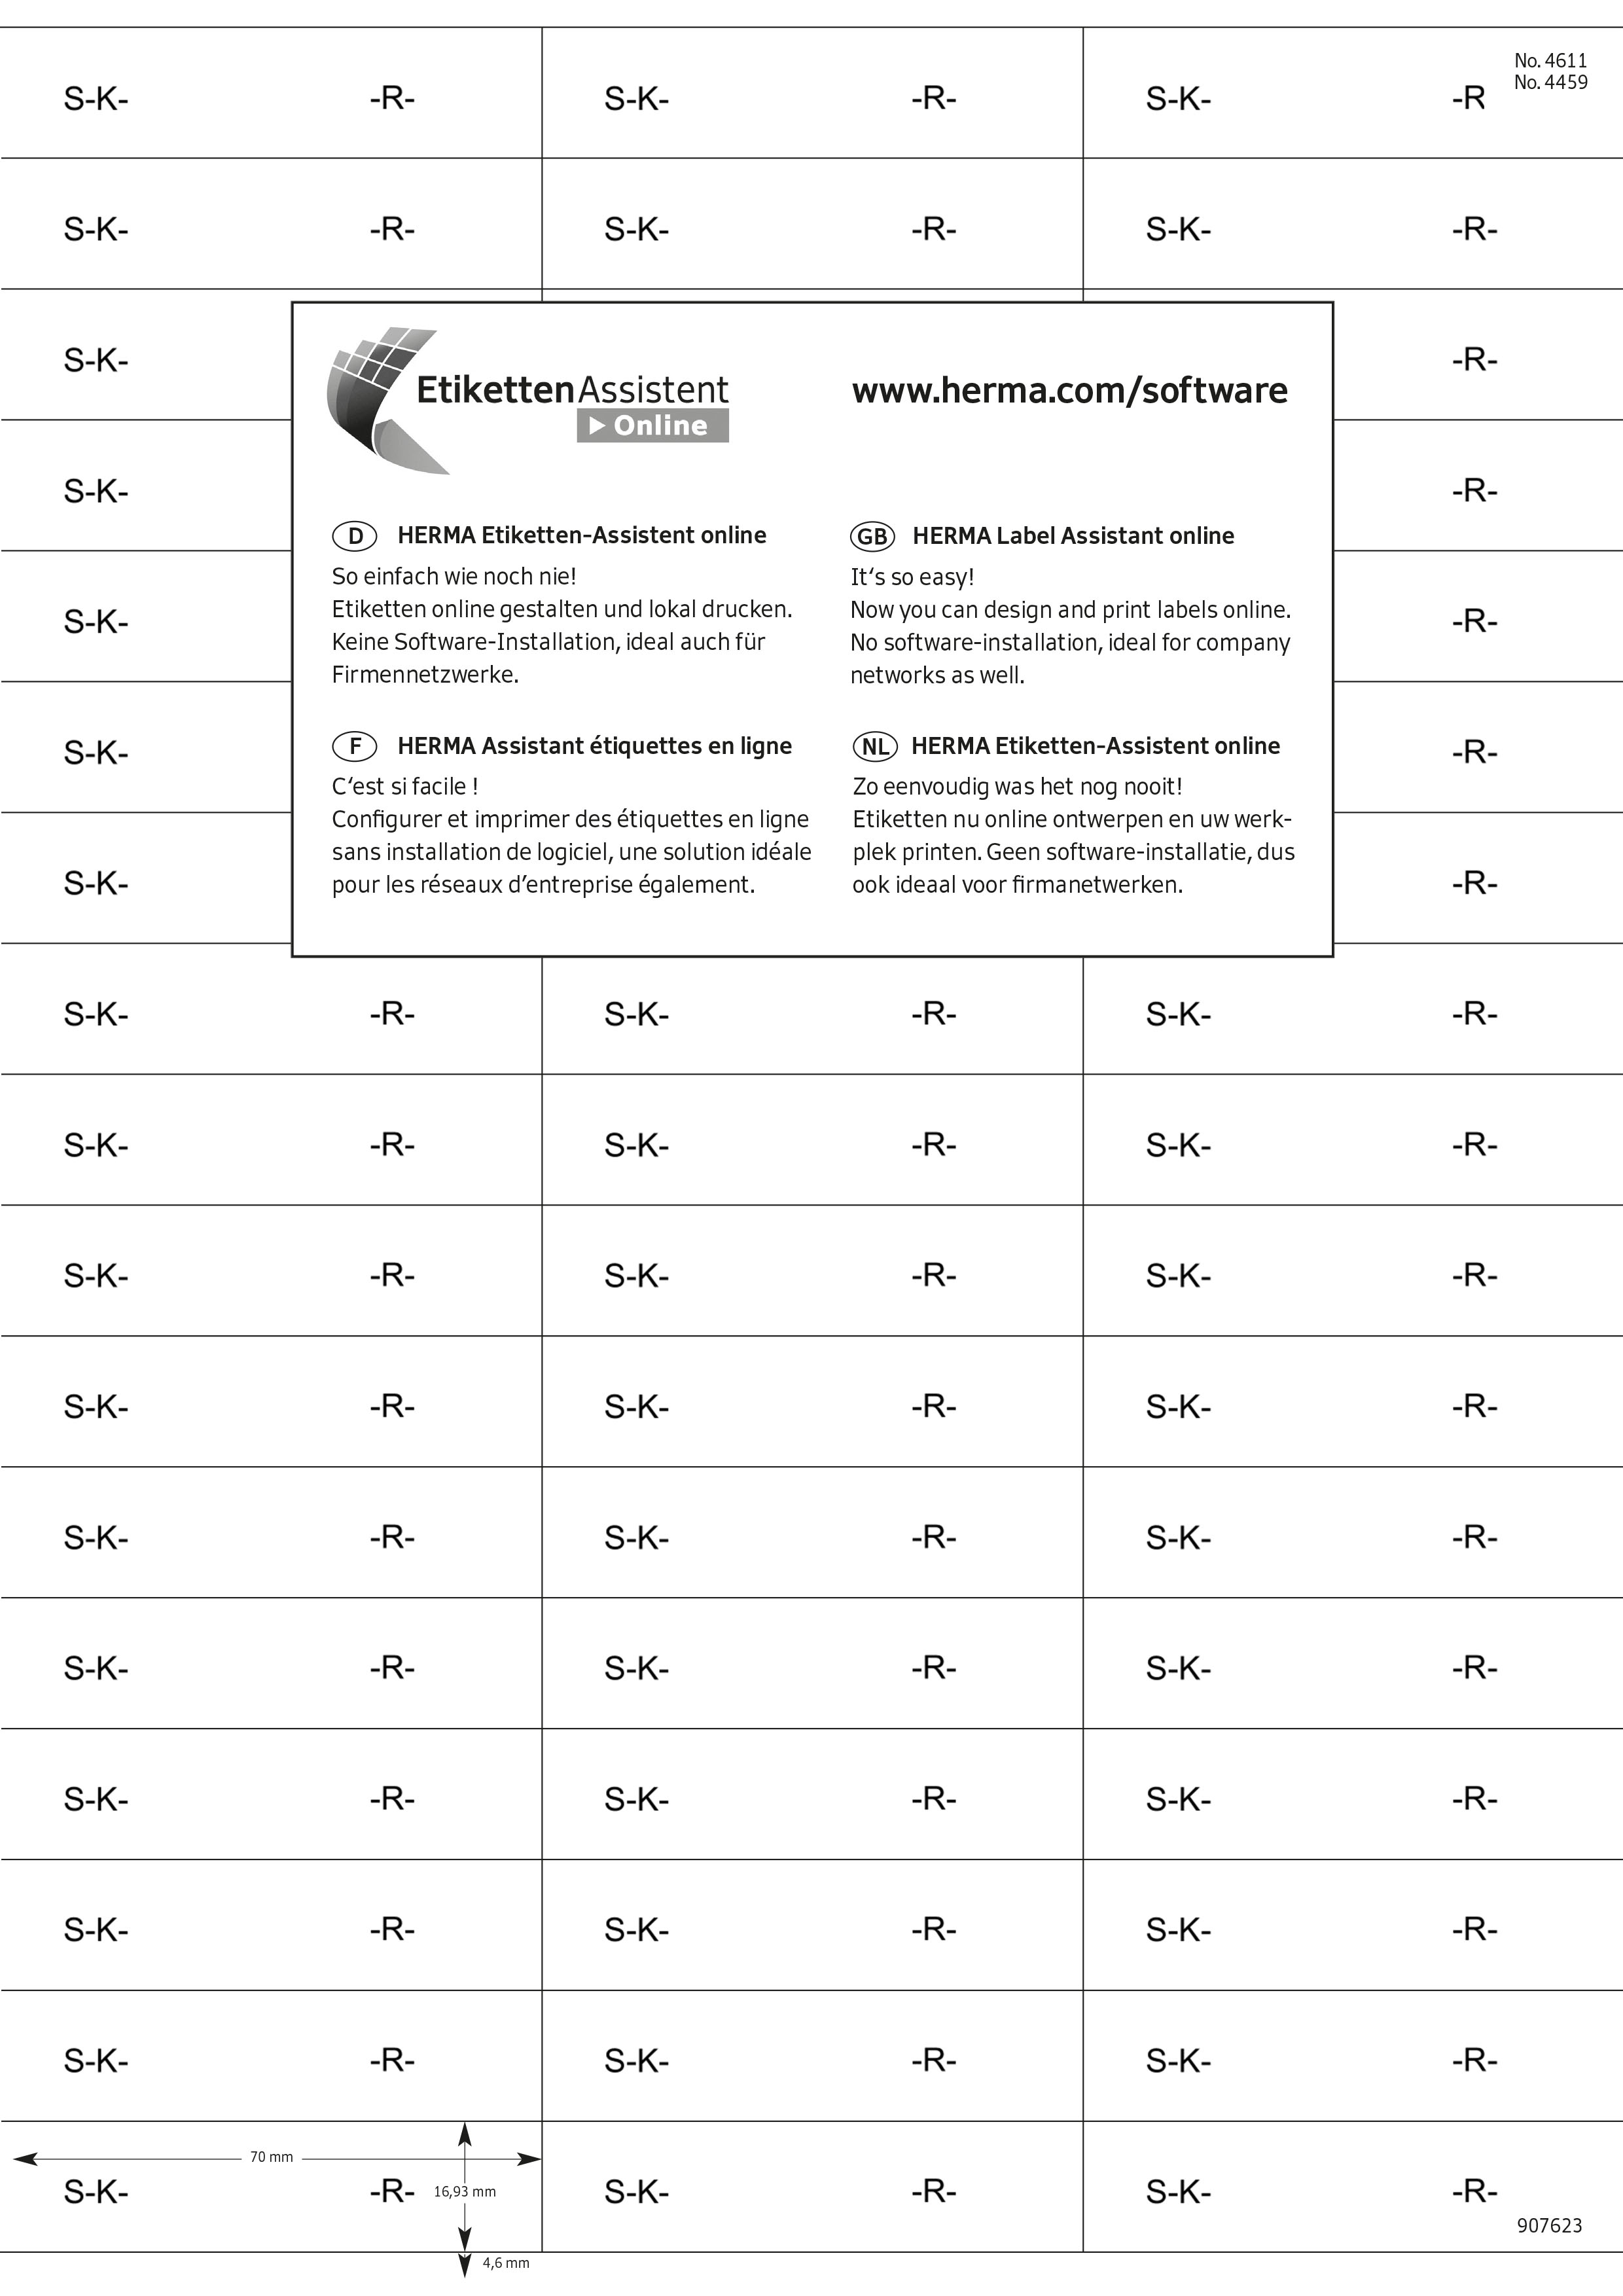 No. 4611
No. 4459
S-K- -R- S-K- -R- S-K- -R
S-K- -R- S-K- -R- S-K- -R-
S-K- -R-
S-K- -R-
S-K- -R-
S-K- -R-
S-K- -R-
EtikettenAssistent
Online
www.herma.com/software
D HERMA Etiketten-Assistent online
So einfach wie noch nie!
Etiketten online gestalten und lokal drucken.
Keine Software-Installation, ideal auch für
Firmennetzwerke.
GB HERMA Label Assistant online
It‘s so easy!
Now you can design and print labels online.
No software-installation, ideal for company
networks as well.
F HERMA Assistant étiquettes en ligne
C‘est si facile !
Configurer et imprimer des étiquettes en ligne
sans installation de logiciel, une solution idéale
pour les réseaux d’entreprise également.
NL HERMA Etiketten-Assistent online
Zo eenvoudig was het nog nooit!
Etiketten nu online ontwerpen en uw werk-
plek printen. Geen software-installatie, dus
ook ideaal voor firmanetwerken.
S-K- -R- S-K- -R- S-K- -R-
S-K- -R- S-K- -R- S-K- -R-
S-K- -R- S-K- -R- S-K- -R-
S-K- -R- S-K- -R- S-K- -R-
S-K- -R- S-K- -R- S-K- -R-
S-K- -R- S-K- -R- S-K- -R-
S-K- -R- S-K- -R- S-K- -R-
S-K- -R- S-K- -R- S-K- -R-
S-K- -R- S-K- -R- S-K- -R-
70 mm
S-K- -R- 16,93 mm S-K- -R- S-K- -R-
907623
4,6 mm